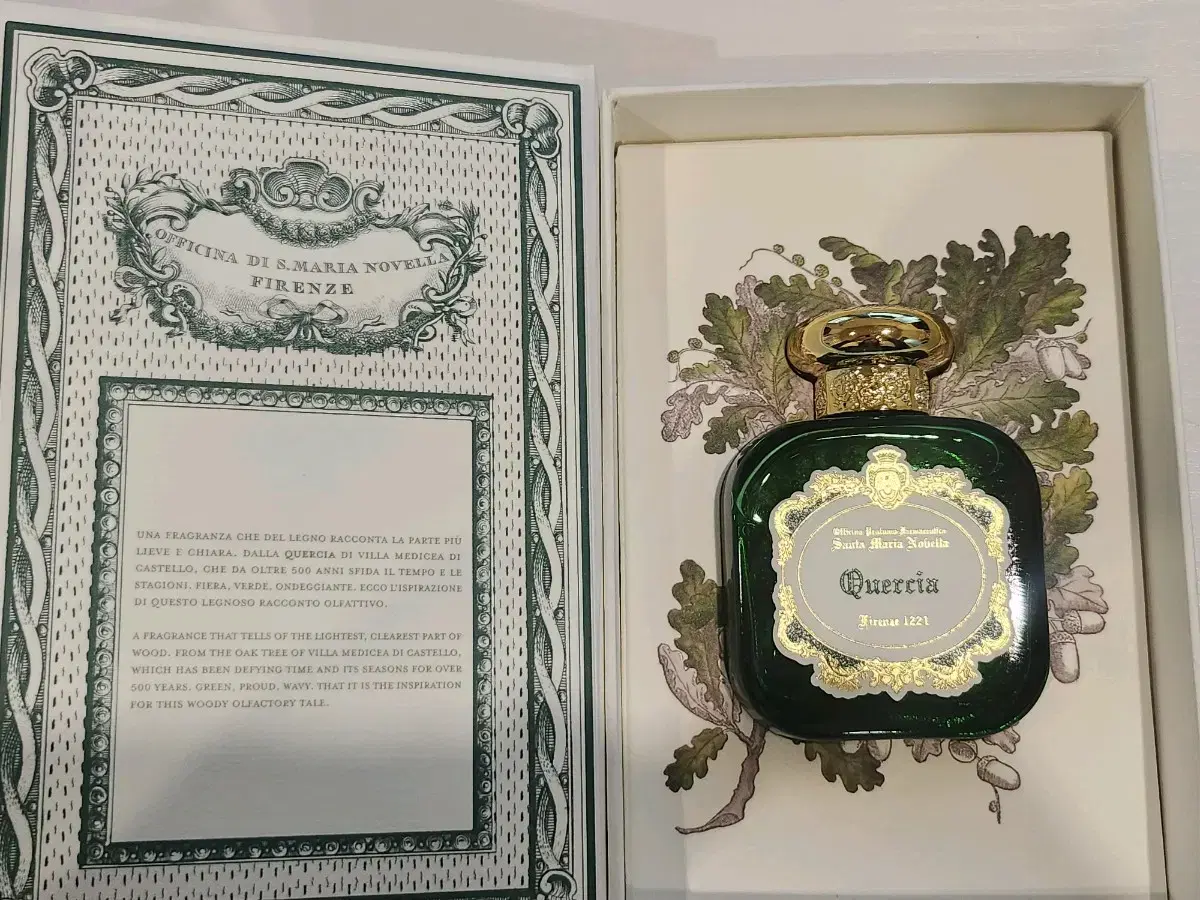 OFFICINA DI S.MARIA NOVELLA
FIRENZE
UNA FRAGRANZA CHE DEL LEGNO RACCONTA LA PARTE PIÙ
LIEVE E CHIARA. DALLA QUERCIA DI VILLA MEDICEA DI
CASTELLO, CHE DA OLTRE 500 ANNI SFIDA IL TEMPO E LE
STAGIONI. FIERA, VERDE, ONDEGGIANTE. ECCO L'ISPIRAZIONE
DI QUESTO LEGNOSO RACCONTO OLFATTIVO.
A FRAGRANCE THAT TELLS OF THE LIGHTEST, CLEAREST PART OF
WOOD. FROM THE OAK TREE OF VILLA MEDICEA DI CASTELLO,
WHICH HAS BEEN DEFYING TIME AND ITS SEASONS FOR OVER
500 YEARS. GREEN, PROUD, WAVY. THAT IT IS THE INSPIRATION
FOR THIS WOODY OLFACTORY TALE.
Officina Profumo Farmaceutica
Santa Maria Novella
Quercia
Firenze 1221